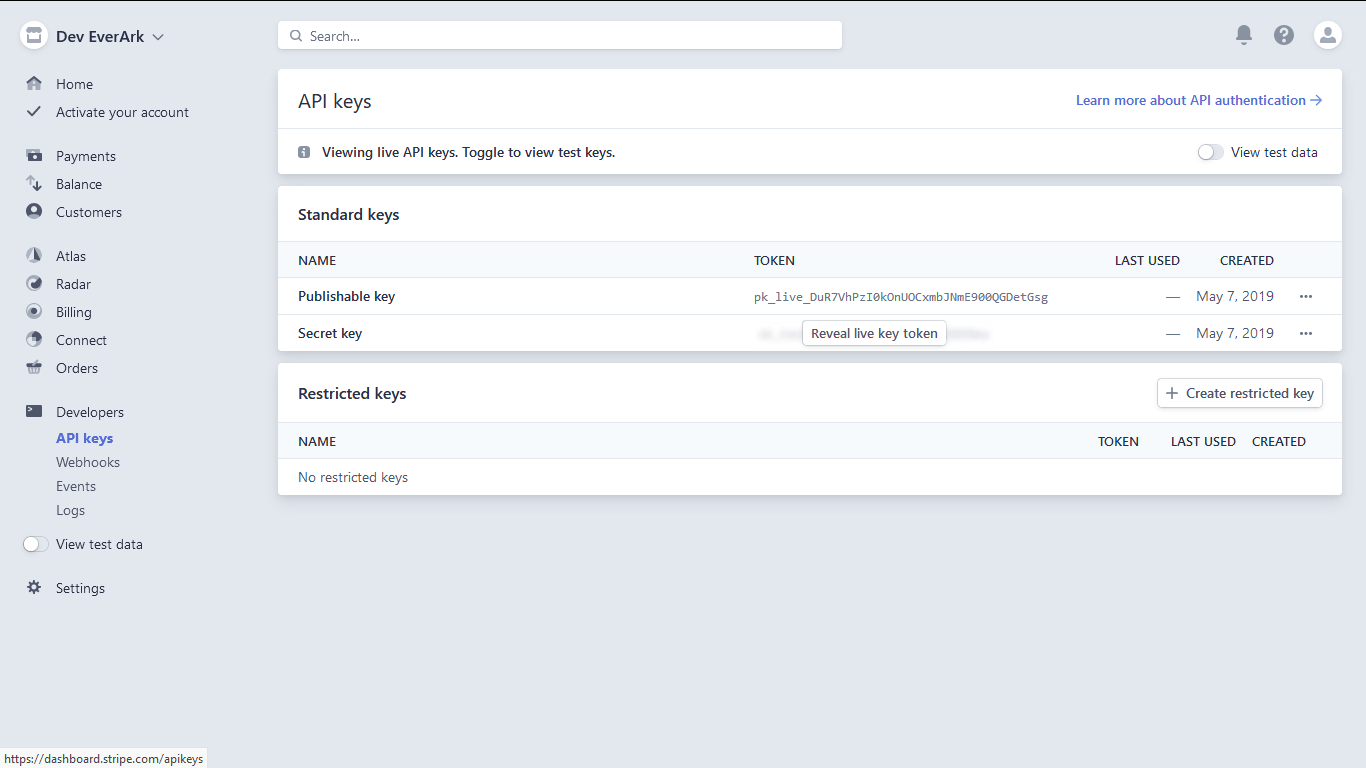 Dev EverArk
Search...
Home
Activate your account
Payments
Balance
Customers
Atlas
Radar
Billing
Connect
Orders
Developers
API keys
Webhooks
Events
Logs
View test data
Settings
API keys
Learn more about API authentication
Viewing live API keys. Toggle to view test keys.
View test data
Standard keys
NAME TOKEN LAST USED CREATED
Publishable key pk_live_DuR7VhPzI0kOnUOCxmbJNmE900QGDetGsg — May 7, 2019
Secret key Reveal live key token — May 7, 2019
Restricted keys
Create restricted key
NAME TOKEN LAST USED CREATED
No restricted keys
https://dashboard.stripe.com/apikeys